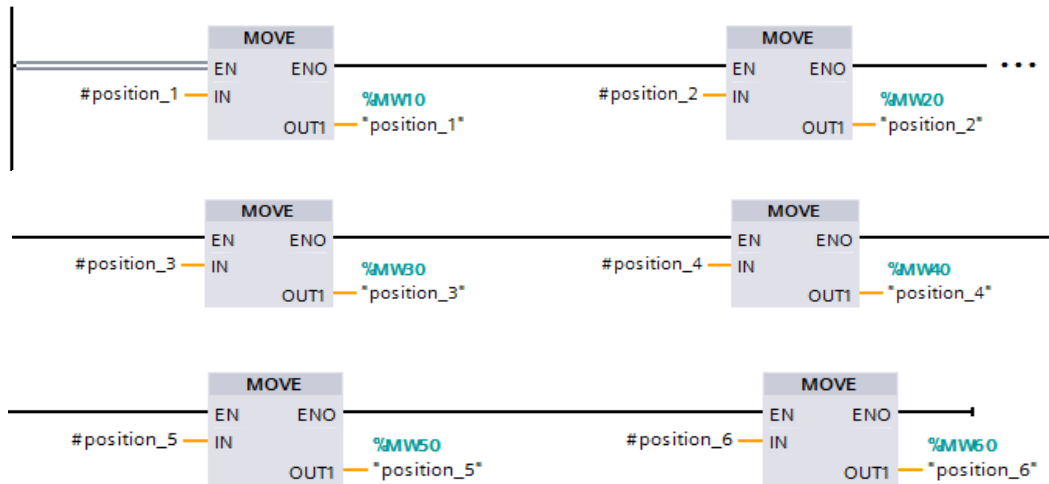 MOVE MOVE
EN ENO EN ENO ...
#position_1 IN %MW10 #position_2 IN %MW20
OUT1 "position_1" OUT1 "position_2"
MOVE MOVE
EN ENO EN ENO
#position_3 IN %MW30 #position_4 IN %MW40
OUT1 "position_3" OUT1 "position_4"
MOVE MOVE
EN ENO EN ENO
#position_5 IN %MW50 #position_6 IN %MW60
OUT1 "position_5" OUT1 "position_6"